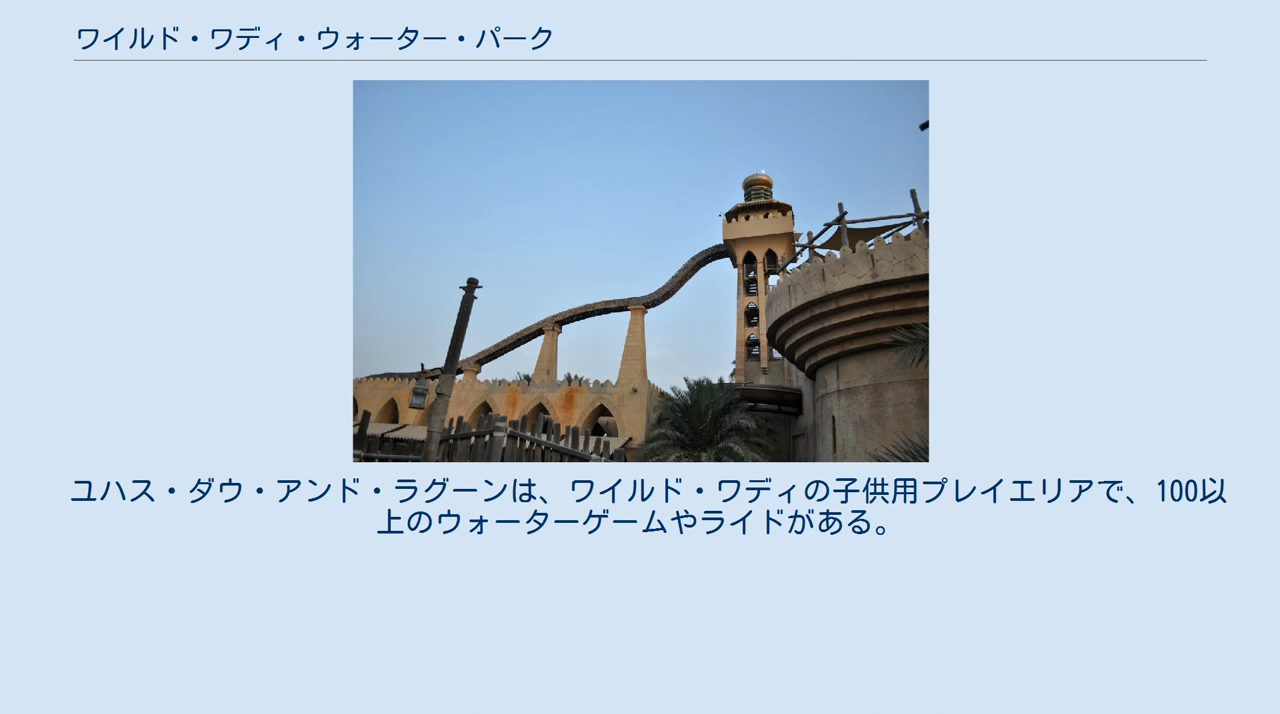 ワイルド・ワディ・ウォーター・パーク
ユハス・ダウ・アンド・ラグーンは、ワイルド・ワディの子供用プレイエリアで、100以
上のウォーターゲームやライドがある。